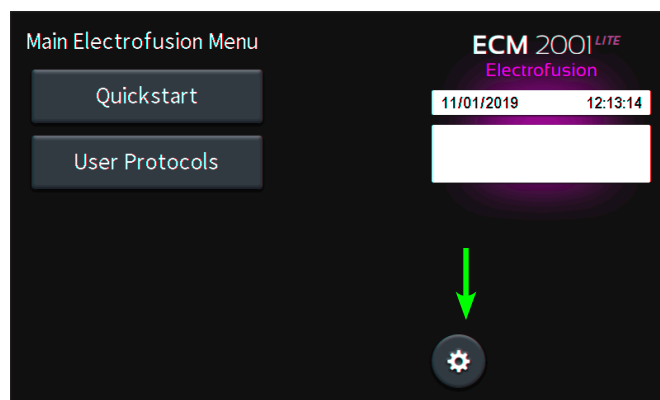 Main Electrofusion Menu
Quickstart
User Protocols
ECM 2001 LITE
Electrofusion
11/01/2019 12:13:14